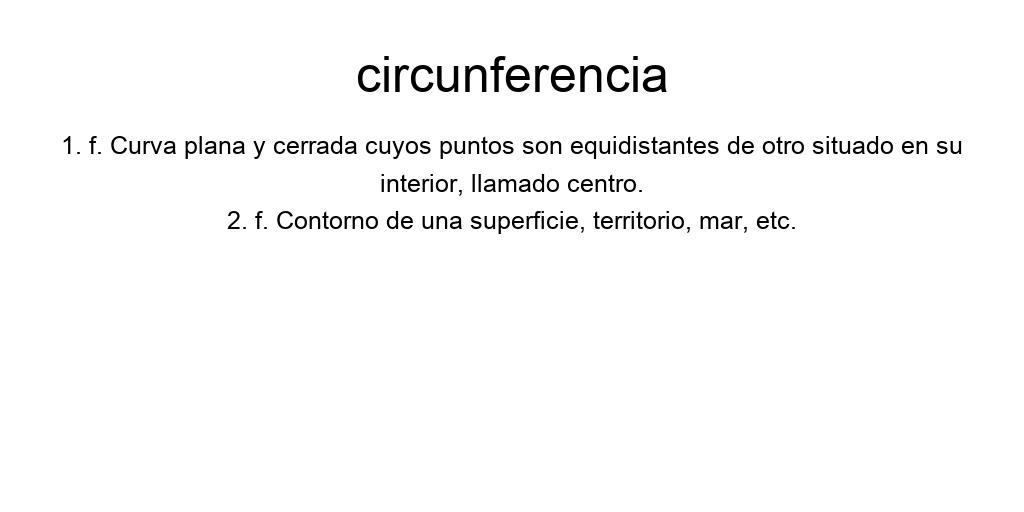 circunferencia
1. f. Curva plana y cerrada cuyos puntos son equidistantes de otro situado en su
interior, llamado centro.
2. f. Contorno de una superficie, territorio, mar, etc.